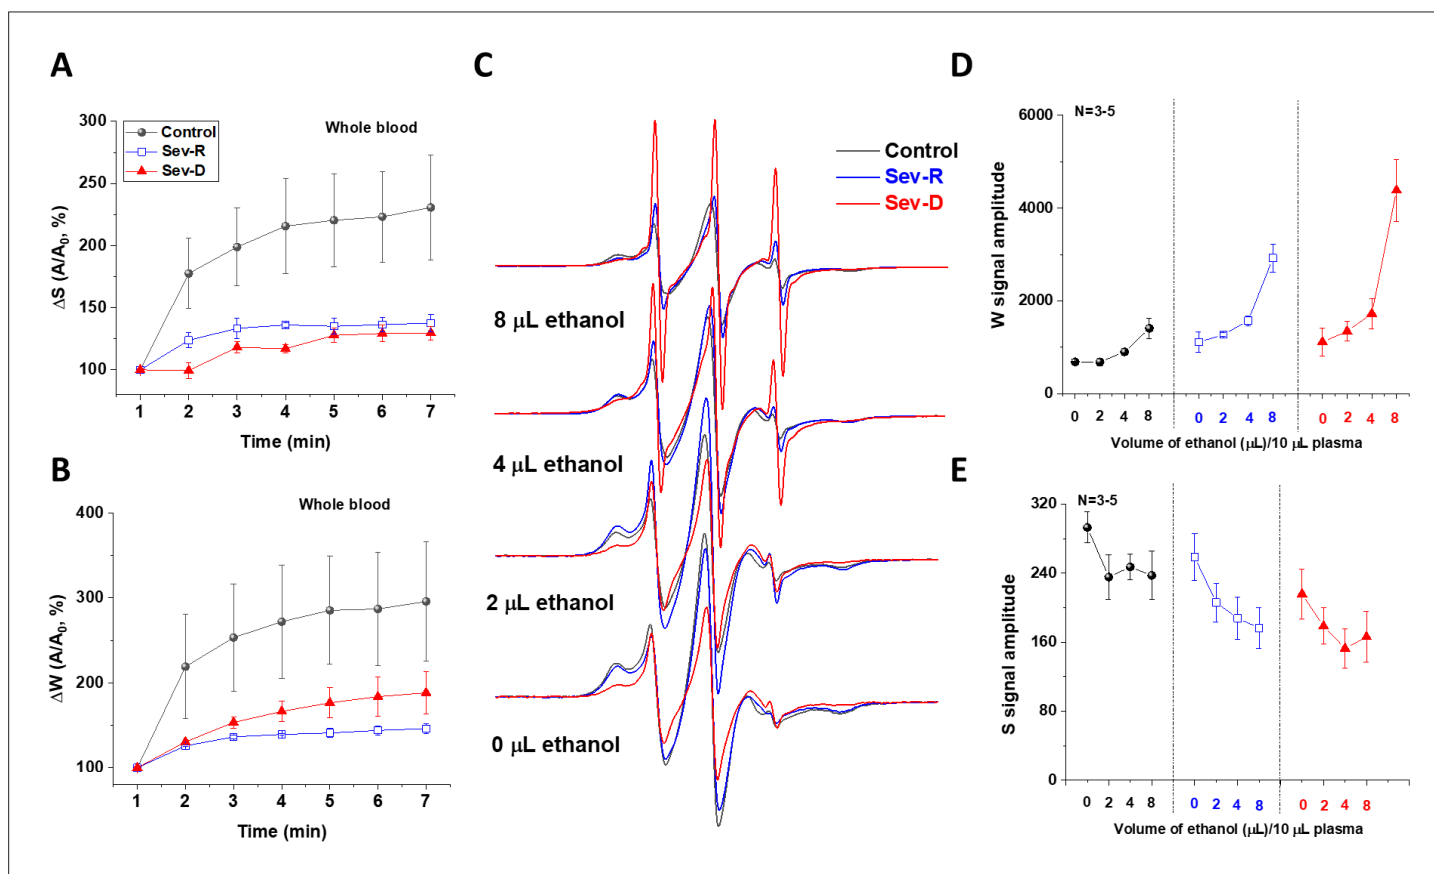 A
300
250
200
150
100
ΔS (A/A₀, %)
Control
Sev-R
Sev-D
Whole blood
1 2 3 4 5 6 7
Time (min)
B
400
300
200
100
ΔW (A/A₀, %)
Whole blood
1 2 3 4 5 6 7
Time (min)
C
Control
Sev-R
Sev-D
8 μL ethanol
4 μL ethanol
2 μL ethanol
0 μL ethanol
D
6000
4000
2000
0
W signal amplitude
N=3-5
0 2 4 8 0 2 4 8 0 2 4 8
Volume of ethanol (μL)/10 μL plasma
E
320
240
160
80
0
S signal amplitude
N=3-5
0 2 4 8 0 2 4 8 0 2 4 8
Volume of ethanol (μL)/10 μL plasma